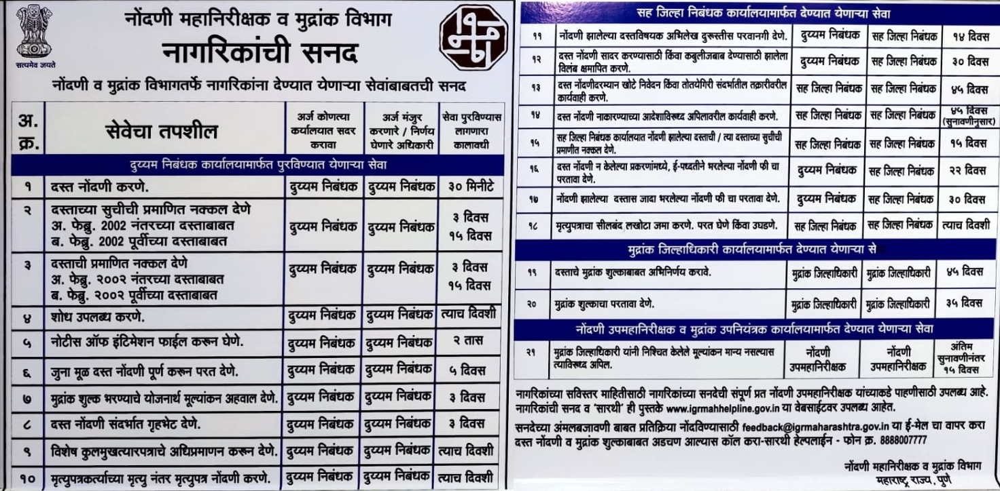 सत्यमेव जयते
नोंदणी महानिरीक्षक व मुद्रांक विभाग
नागरिकांची सनद
नोंदणी व मुद्रांक विभागतर्फे नागरिकांना देण्यात येणाऱ्या सेवांबाबतची सनद
अ. क्र. सेवेचा तपशील अर्ज कोणत्या कार्यालयात सदर करावा अर्ज मंजुर करणारे / निर्णय घेणारे अधिकारी सेवा पुरविण्यास लागणारा कालावधी
दुय्यम निबंधक कार्यालयामार्फत पुरविण्यात येणाऱ्या सेवा
१ दस्त नोंदणी करणे. दुय्यम निबंधक दुय्यम निबंधक ३० मिनीटे
२ दस्ताच्या सुचीची प्रमाणित नक्कल देणे
अ. फेब्रु. 2002 नंतरच्या दस्ताबाबत दुय्यम निबंधक दुय्यम निबंधक ३ दिवस
ब. फेब्रु. 2002 पूर्वीच्या दस्ताबाबत १५ दिवस
३ दस्ताची प्रमाणित नक्कल देणे दुय्यम निबंधक दुय्यम निबंधक ३ दिवस
अ. फेब्रु. २००२ नंतरच्या दस्ताबाबत १५ दिवस
ब. फेब्रु. २००२ पूर्वीच्या दस्ताबाबत
४ शोध उपलब्ध करणे. दुय्यम निबंधक दुय्यम निबंधक त्याच दिवशी
५ नोटीस ऑफ इंटिमेशन फाईल करून घेणे. दुय्यम निबंधक दुय्यम निबंधक २ तास
६ जुना मूळ दस्त नोंदणी पूर्ण करून परत देणे. दुय्यम निबंधक दुय्यम निबंधक ५ दिवस
७ मुद्रांक शुल्क भरण्याचे योजनार्थ मूल्यांकन अहवाल देणे. दुय्यम निबंधक दुय्यम निबंधक ३ दिवस
८ दस्त नोंदणी संदर्भात गृहभेट देणे. दुय्यम निबंधक दुय्यम निबंधक ३ दिवस
९ विशेष कुलमुखत्यारपत्राचे अधिप्रमाणन करून देणे. दुय्यम निबंधक दुय्यम निबंधक त्याच दिवशी
१० मृत्युपत्रकर्त्याच्या मृत्यु नंतर मृत्युपत्र नोंदणी करणे. दुय्यम निबंधक दुय्यम निबंधक त्याच दिवशी
सह जिल्हा निबंधक कार्यालयामार्फत देण्यात येणाऱ्या सेवा
११ नोंदणी झालेल्या दस्तविषयक अभिलेख दुरूस्तीस परवानगी देणे. दुय्यम निबंधक सह जिल्हा निबंधक १४ दिवस
१२ दस्त नोंदणी सादर करण्यासाठी किंवा कबुलीजबाब देण्यासाठी झालेला विलंब क्षमापित करणे. दुय्यम निबंधक सह जिल्हा निबंधक ३० दिवस
१३ दस्त नोंदणीदरम्यान खोटे निवेदन किंवा तोतयेगिरी संदर्भातील तक्रारीवरील कार्यवाही करणे. सह जिल्हा निबंधक सह जिल्हा निबंधक ४५ दिवस
१४ दस्त नोंदणी नाकारण्याच्या आदेशाविरुध्द अपिलावरील कार्यवाही करणे. सह जिल्हा निबंधक सह जिल्हा निबंधक ४५ दिवस (सुनावणीनुसार)
१५ सह जिल्हा निबंधक कार्यालयात नोंदणी झालेल्या दस्ताची / त्या दस्ताच्या सुचीची प्रमाणीत नक्कल देणे. सह जिल्हा निबंधक सह जिल्हा निबंधक १५ दिवस
१६ दस्त नोंदणी न केलेल्या प्रकरणांमध्ये, ई-पध्दतीने भरलेल्या नोंदणी फी चा परतावा देणे. दुय्यम निबंधक सह जिल्हा निबंधक २२ दिवस
१७ नोंदणी झालेल्या दस्तास जादा भरलेल्या नोंदणी फी चा परतावा देणे. दुय्यम निबंधक सह जिल्हा निबंधक ३० दिवस
१८ मृत्युपत्राचा सीलबंद लखोटा जमा करणे. परत घेणे किंवा उघडणे. सह जिल्हा निबंधक सह जिल्हा निबंधक त्याच दिवशी
मुद्रांक जिल्हाधिकारी कार्यालयामार्फत देण्यात येणाऱ्या से
१९ दस्ताचे मुद्रांक शुल्काबाबत अभिनिर्णय करावे. मुद्रांक जिल्हाधिकारी मुद्रांक जिल्हाधिकारी ४५ दिवस
२० मुद्रांक शुल्काचा परतावा देणे. मुद्रांक जिल्हाधिकारी मुद्रांक जिल्हाधिकारी ३५ दिवस
नोंदणी उपमहानिरीक्षक व मुद्रांक उपनियंत्रक कार्यालयामार्फत देण्यात येणाऱ्या सेवा
२१ मुद्रांक जिल्हाधिकारी यांनी निश्चित केलेले मूल्यांकन मान्य नसल्यास त्याविरुध्द अपिल. नोंदणी उपमहानिरीक्षक नोंदणी उपमहानिरीक्षक अंतिम सुनावणीनंतर १५ दिवस
नागरिकांच्या सविस्तर माहितीसाठी नागरिकांच्या सनदेची संपूर्ण प्रत नोंदणी उपमहानिरीक्षक यांच्याकडे पाहणीसाठी उपलब्ध आहे.
नागरिकांची सनद व ‘सारथी’ ही पुस्तके www.igrmahhelpline.gov.in या वेबसाईटवर उपलब्ध आहेत.
सनदेच्या अंमलबजावणी बाबत प्रतिक्रिया नोंदविण्यासाठी feedback@igrmaharashtra.gov.in या ई-मेल चा वापर करा
दस्त नोंदणी व मुद्रांक शुल्काबाबत अडचण आल्यास कॉल करा-सारथी हेल्पलाईन - फोन क्र. 8888007777
नोंदणी महानिरीक्षक व मुद्रांक विभाग
महाराष्ट्र राज्य, पुणे